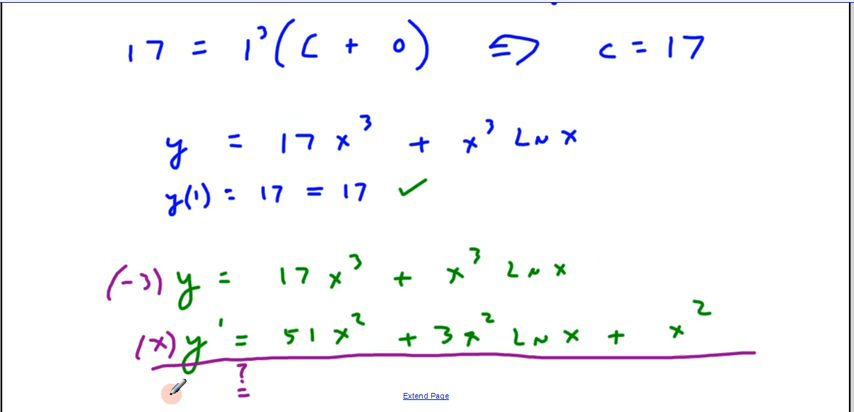 17 = 1³(C + 0) ⇒ c = 17
y = 17x³ + x³ LN x
y(1) = 17 = 17 ✓
(-3) y = 17x³ + x³ LN x
(x) y' = 51x² + 3x² LN x + x²
?
=
Extend Page